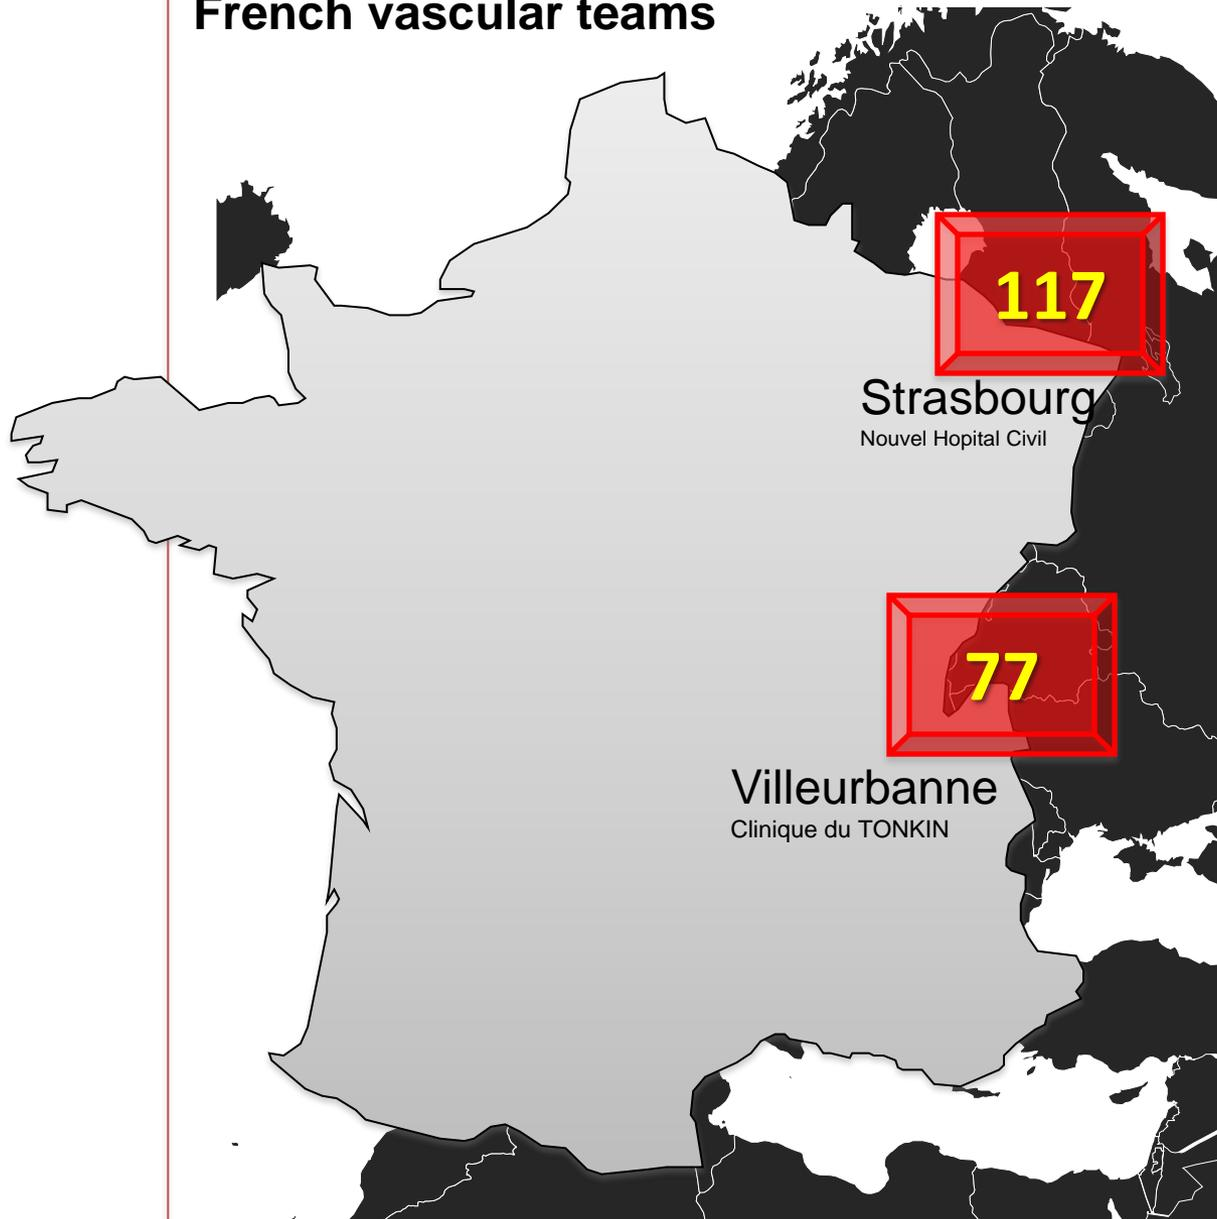 French vascular teams
117
Strasbourg
Nouvel Hopital Civil
77
Villeurbanne
Clinique du TONKIN